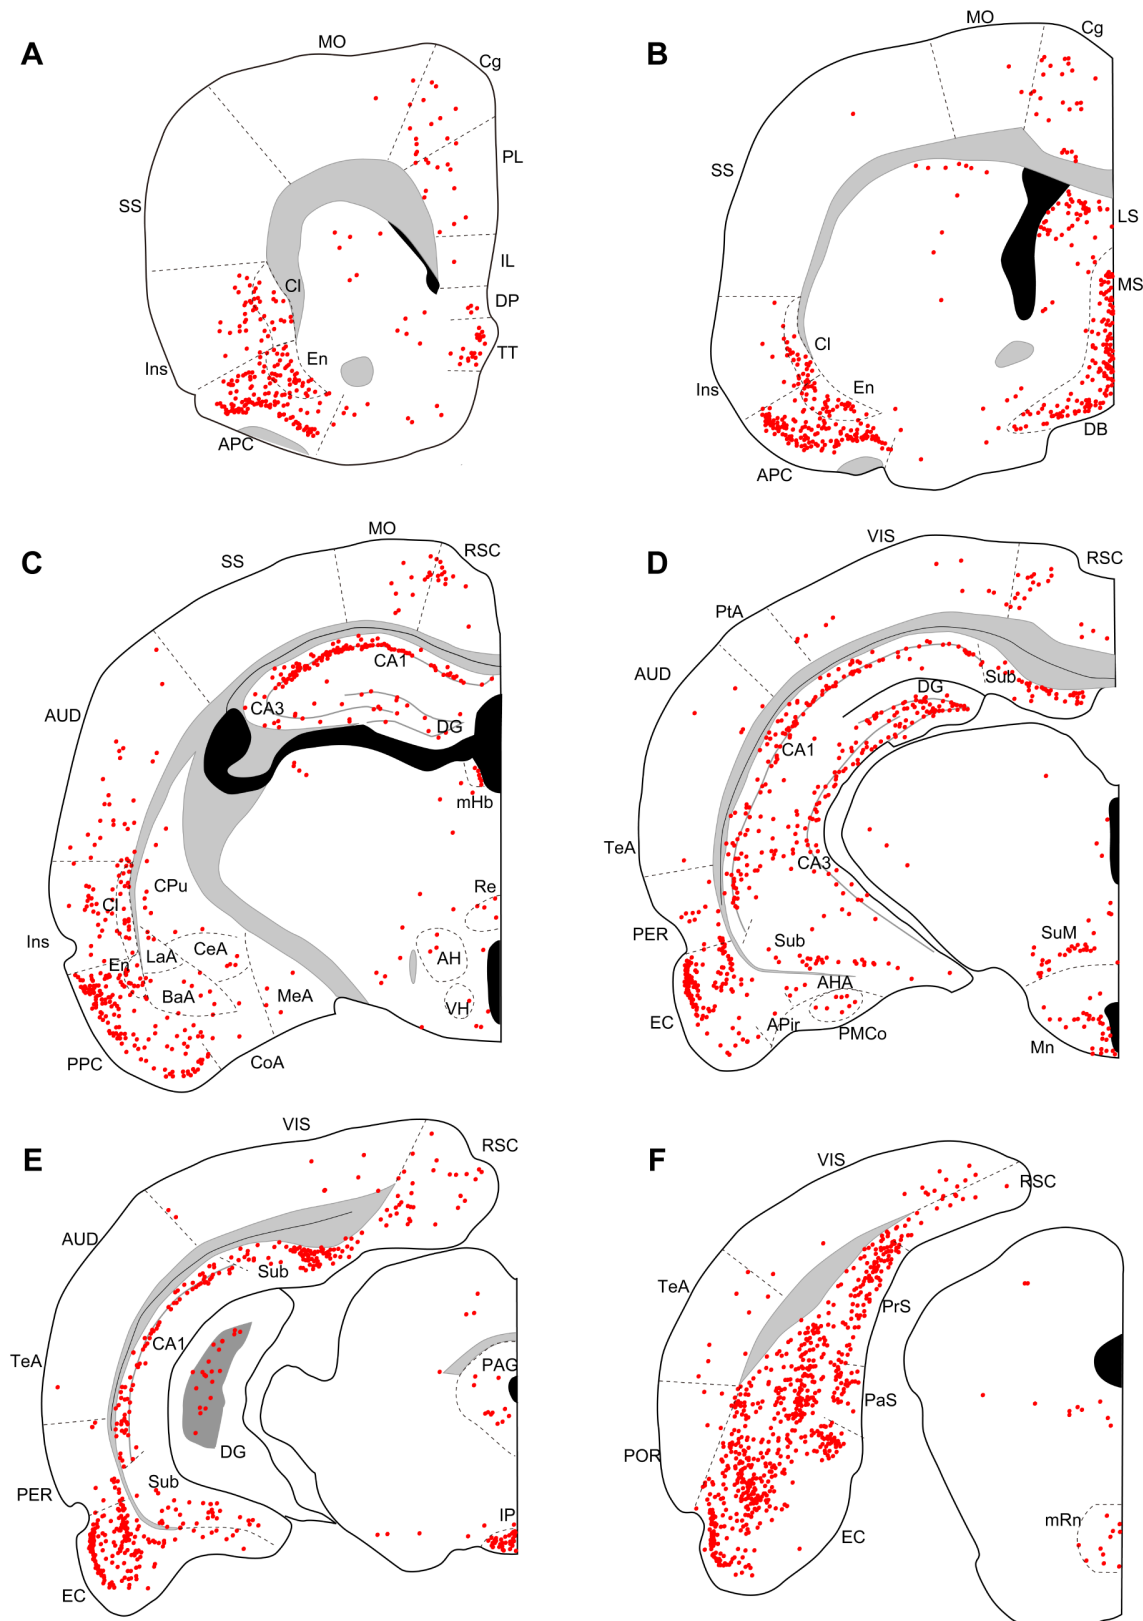 A
MO
Cg
PL
SS
IL
Cl
DP
En
TT
Ins
APC
B
MO
Cg
SS
LS
MS
Cl
Ins
En
DB
APC
C
MO
SS
RSC
CA1
CA3
AUD
DG
mHb
CPu
Re
Cl
Ins
CeA
LaA
En
AH
BaA
MeA
VH
PPC
CoA
D
VIS
RSC
PtA
AUD
Sub
DG
CA1
TeA
CA3
PER
Sub
SuM
AHA
EC
APir
PMCo
Mn
E
VIS
RSC
AUD
Sub
CA1
TeA
PAG
DG
Sub
PER
IP
EC
F
VIS
RSC
TeA
PrS
PaS
POR
mRn
EC